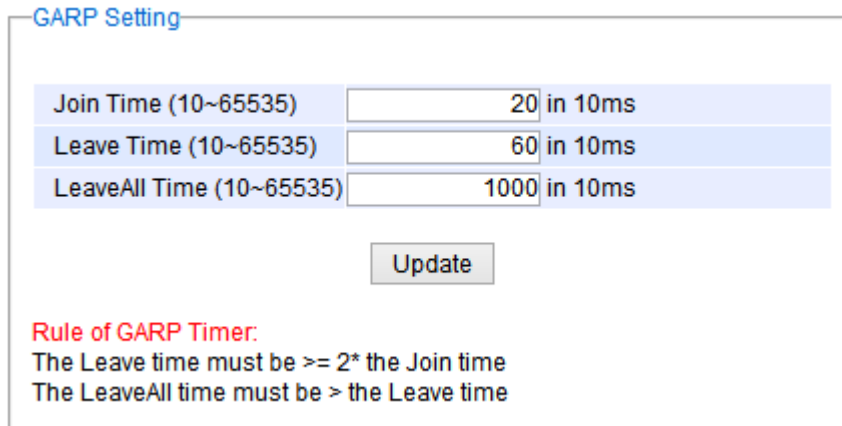 GARP Setting
Join Time (10~65535) 20 in 10ms
Leave Time (10~65535) 60 in 10ms
LeaveAll Time (10~65535) 1000 in 10ms
Update
Rule of GARP Timer:
The Leave time must be >= 2* the Join time
The LeaveAll time must be > the Leave time